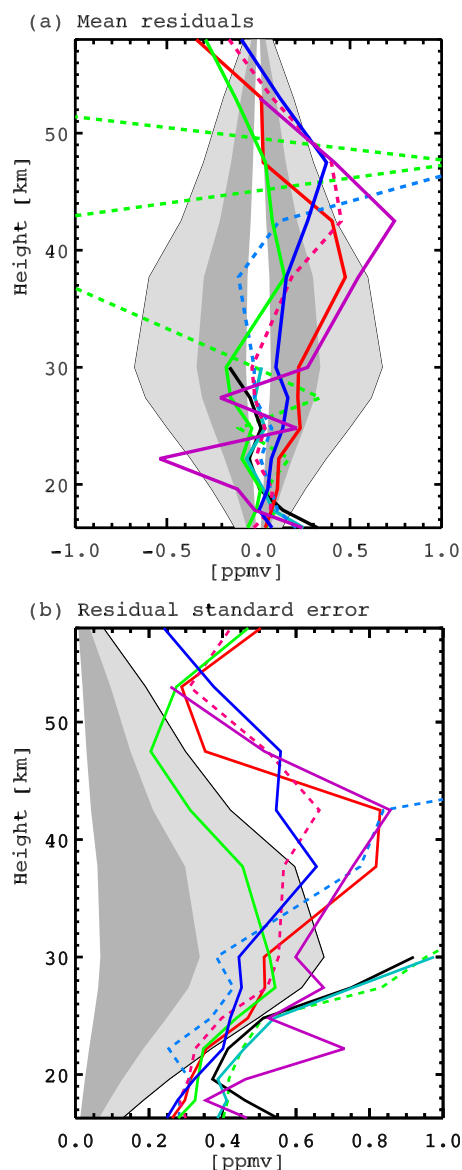 (a) Mean residuals
50
40
30
20
Height [km]
-1.0 -0.5 0.0 0.5 1.0
[ppmv]
(b) Residual standard error
50
40
30
20
Height [km]
0.0 0.2 0.4 0.6 0.8 1.0
[ppmv]